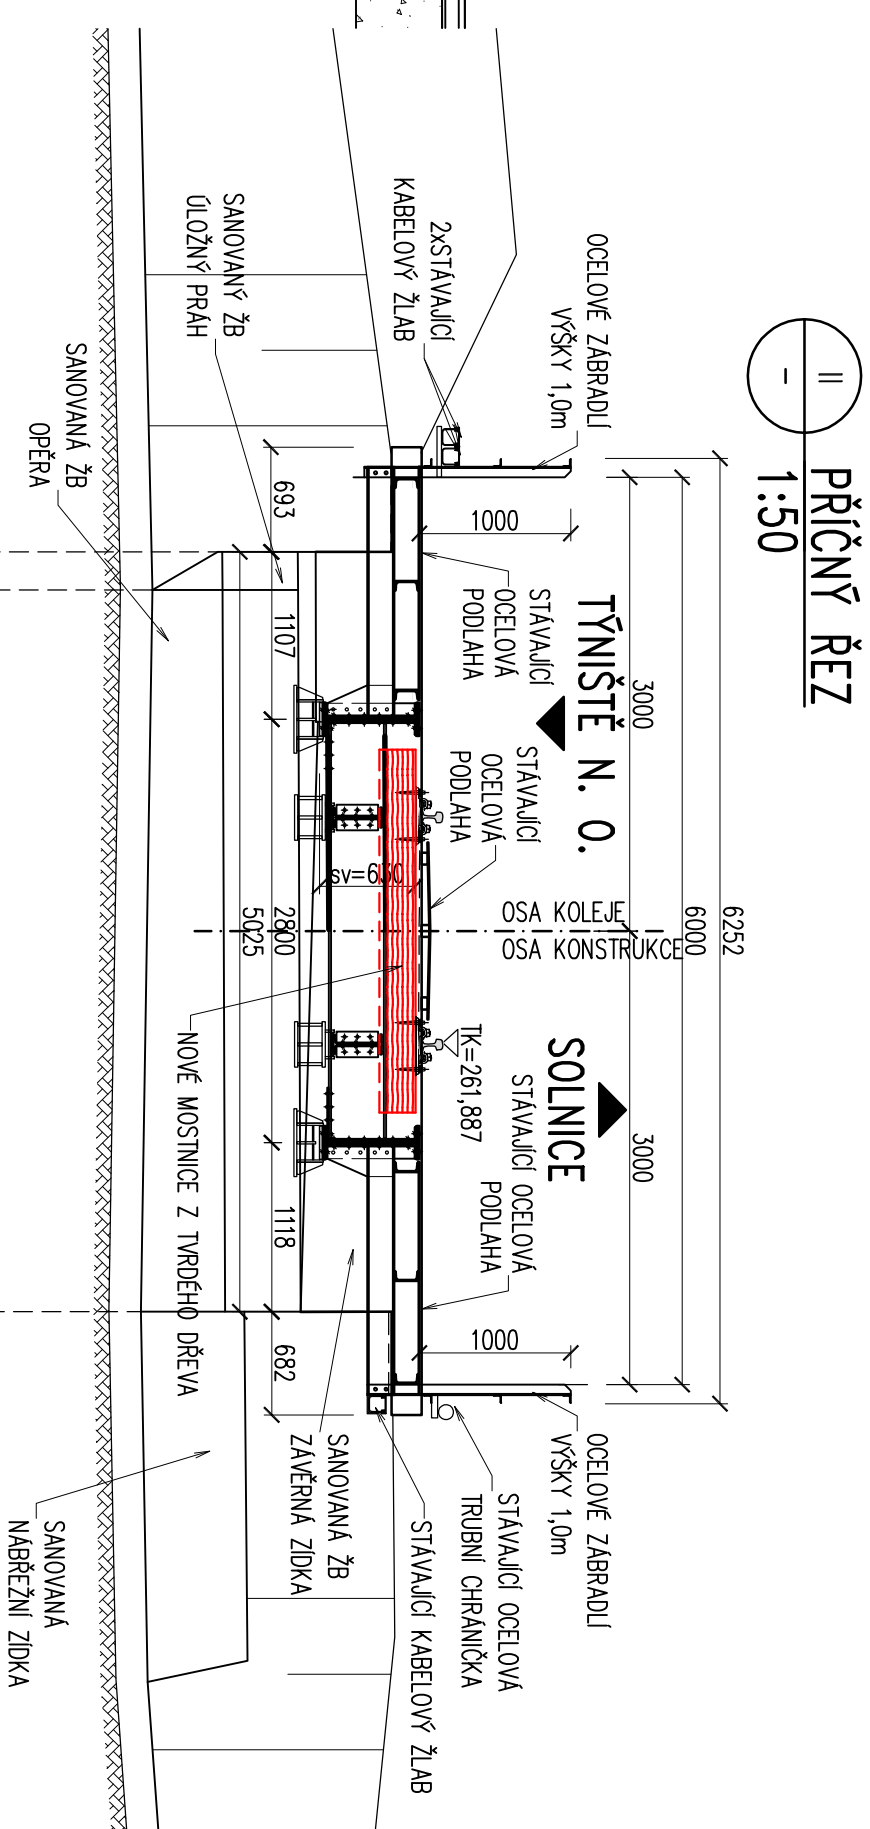 ||
-
PŘÍČNÝ ŘEZ
1:50
6252
6000
3000
3000
OCELOVÉ ZÁBRADLÍ
VÝŠKY 1,0m
2xSTÁVAJÍCÍ
KABELOVÝ ŽLAB
1000
TÝNIŠTĚ N. O.
SOLNICE
STÁVAJÍCÍ
OCELOVÁ
PODLAHA
STÁVAJÍCÍ
OCELOVÁ
PODLAHA
OSA KOLEJE
OSA KONSTRUKCE
TK=261,887
STÁVAJÍCÍ OCELOVÁ
PODLAHA
1000
OCELOVÉ ZÁBRADLÍ
VÝŠKY 1,0m
STÁVAJÍCÍ OCELOVÁ
TRUBNÍ CHRÁNIČKA
STÁVAJÍCÍ KABELOVÝ ŽLAB
sv=630
SANOVANÁ ŽB
ZÁVĚRNÁ ZÍDKA
693
1107
2800
1118
682
5025
SANOVANÝ ŽB
ÚLOŽNÝ PRÁH
NOVÉ MOSTNICE Z TVRDÉHO DŘEVA
SANOVANÁ ŽB
OPĚRA
SANOVANÁ
NÁBŘEŽNÍ ZÍDKA